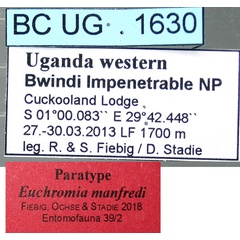 BC UG . 1630
Uganda western
Bwindi Impenetrable NP
Cuckooland Lodge
S 01°00.083`` E 29°42.448``
27.-30.03.2013 LF 1700 m
leg. R. & S. Fiebig / D. Stadie
Paratype
Euchromia manfredi
FIEBIG, OCHSE & STADIE 2018
Entomofauna 39/2